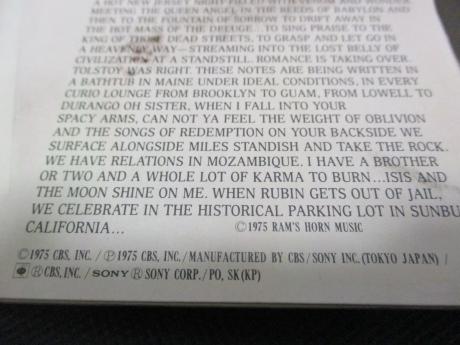 A HOT NEW JERSEY NIGHT FILLED WITH VENOM AND WONDER
MEETING THE QUEEN ANGEL IN THE REEDS OF BABYLON AND
THEN TO THE FOUNTAIN OF SORROW TO DRIFT AWAY IN
THE HOT MASS OF THE DELUGE...TO SING PRAISE TO THE
KING OF THOSE DEAD STREETS, TO GRASP AND LET GO IN
A HEAVENLY WAY—STREAMING INTO THE LOST BELLY OF
CIVILIZATION AT A STANDSTILL. ROMANCE IS TAKING OVER.
TOLSTOY WAS RIGHT. THESE NOTES ARE BEING WRITTEN IN
A BATHTUB IN MAINE UNDER IDEAL CONDITIONS, IN EVERY
CURIO LOUNGE FROM BROOKLYN TO GUAM, FROM LOWELL TO
DURANGO OH SISTER, WHEN I FALL INTO YOUR
SPACY ARMS, CAN NOT YA FEEL THE WEIGHT OF OBLIVION
AND THE SONGS OF REDEMPTION ON YOUR BACKSIDE WE
SURFACE ALONGSIDE MILES STANDISH AND TAKE THE ROCK.
WE HAVE RELATIONS IN MOZAMBIQUE. I HAVE A BROTHER
OR TWO AND A WHOLE LOT OF KARMA TO BURN...ISIS AND
THE MOON SHINE ON ME. WHEN RUBIN GETS OUT OF JAIL,
WE CELEBRATE IN THE HISTORICAL PARKING LOT IN SUNBU
CALIFORNIA... ©1975 RAM'S HORN MUSIC
©1975 CBS, INC. / ℗1975 CBS, INC./MANUFACTURED BY CBS/SONY INC.(TOKYO JAPAN) /
®CBS, INC./SONY ® SONY CORP./PO, SK(KP)